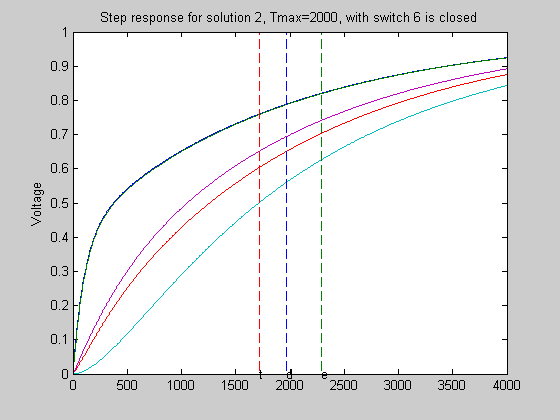 Step response for solution 2, Tmax=2000, with switch 6 is closed
1
0.9
0.8
0.7
0.6
0.5
0.4
0.3
0.2
0.1
0
Voltage
t d e
0 500 1000 1500 2000 2500 3000 3500 4000